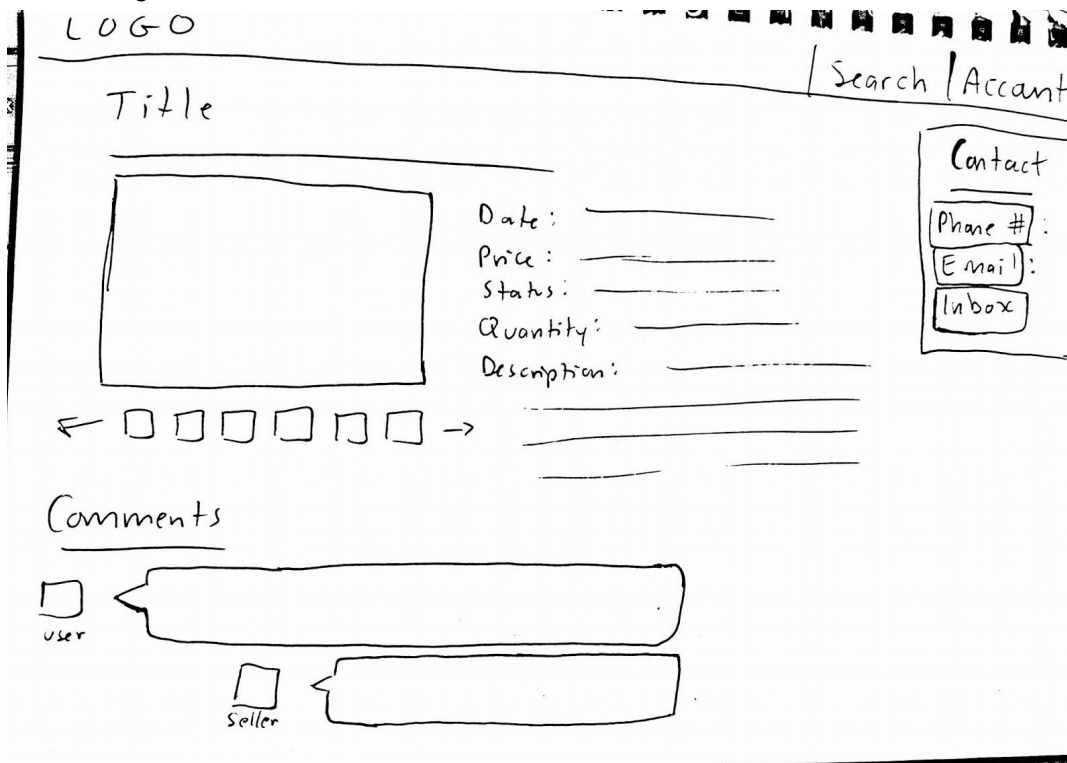 LOGO
Search | Accant
Title
Contact
Phone # :
Email :
Inbox
Date:
Price:
Status:
Quantity:
Description:
Comments
user
Seller